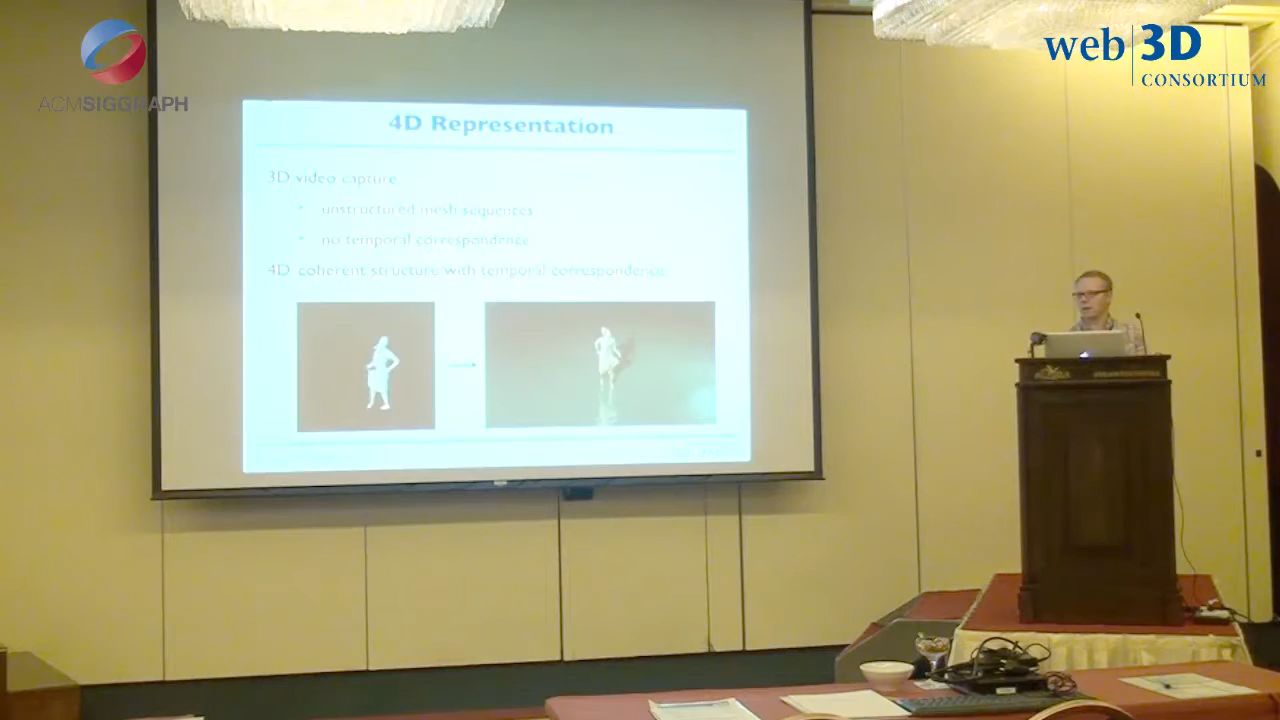 ACMSIGGRAPH
web 3D
CONSORTIUM
4D Representation
3D video capture
• unstructured mesh sequences
• no temporal correspondence
4D coherent structure with temporal correspondence